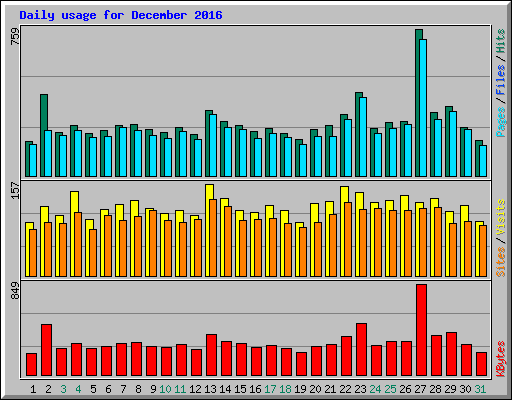 Daily usage for December 2016
759
Pages / Files / Hits
157
Sites / Visits
849
KBytes
1 2 3 4 5 6 7 8 9 10 11 12 13 14 15 16 17 18 19 20 21 22 23 24 25 26 27 28 29 30 31